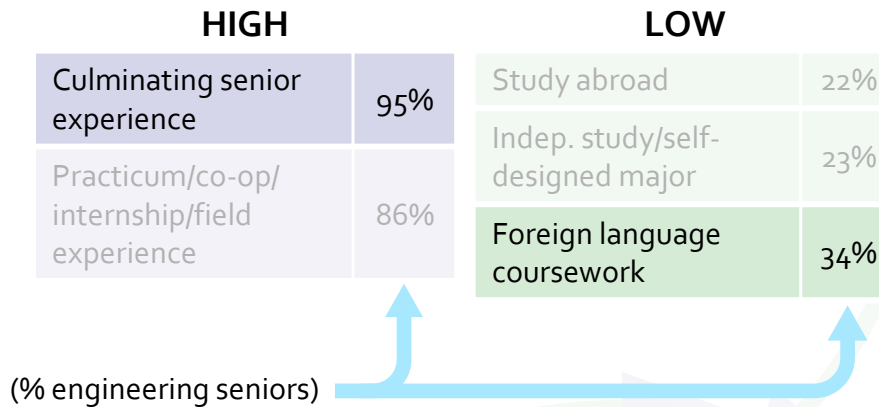 HIGH
Culminating senior
experience
95%
Practicum/co-op/
internship/field
experience
86%
LOW
Study abroad
22%
Indep. study/self-
designed major
23%
Foreign language
coursework
34%
(% engineering seniors)